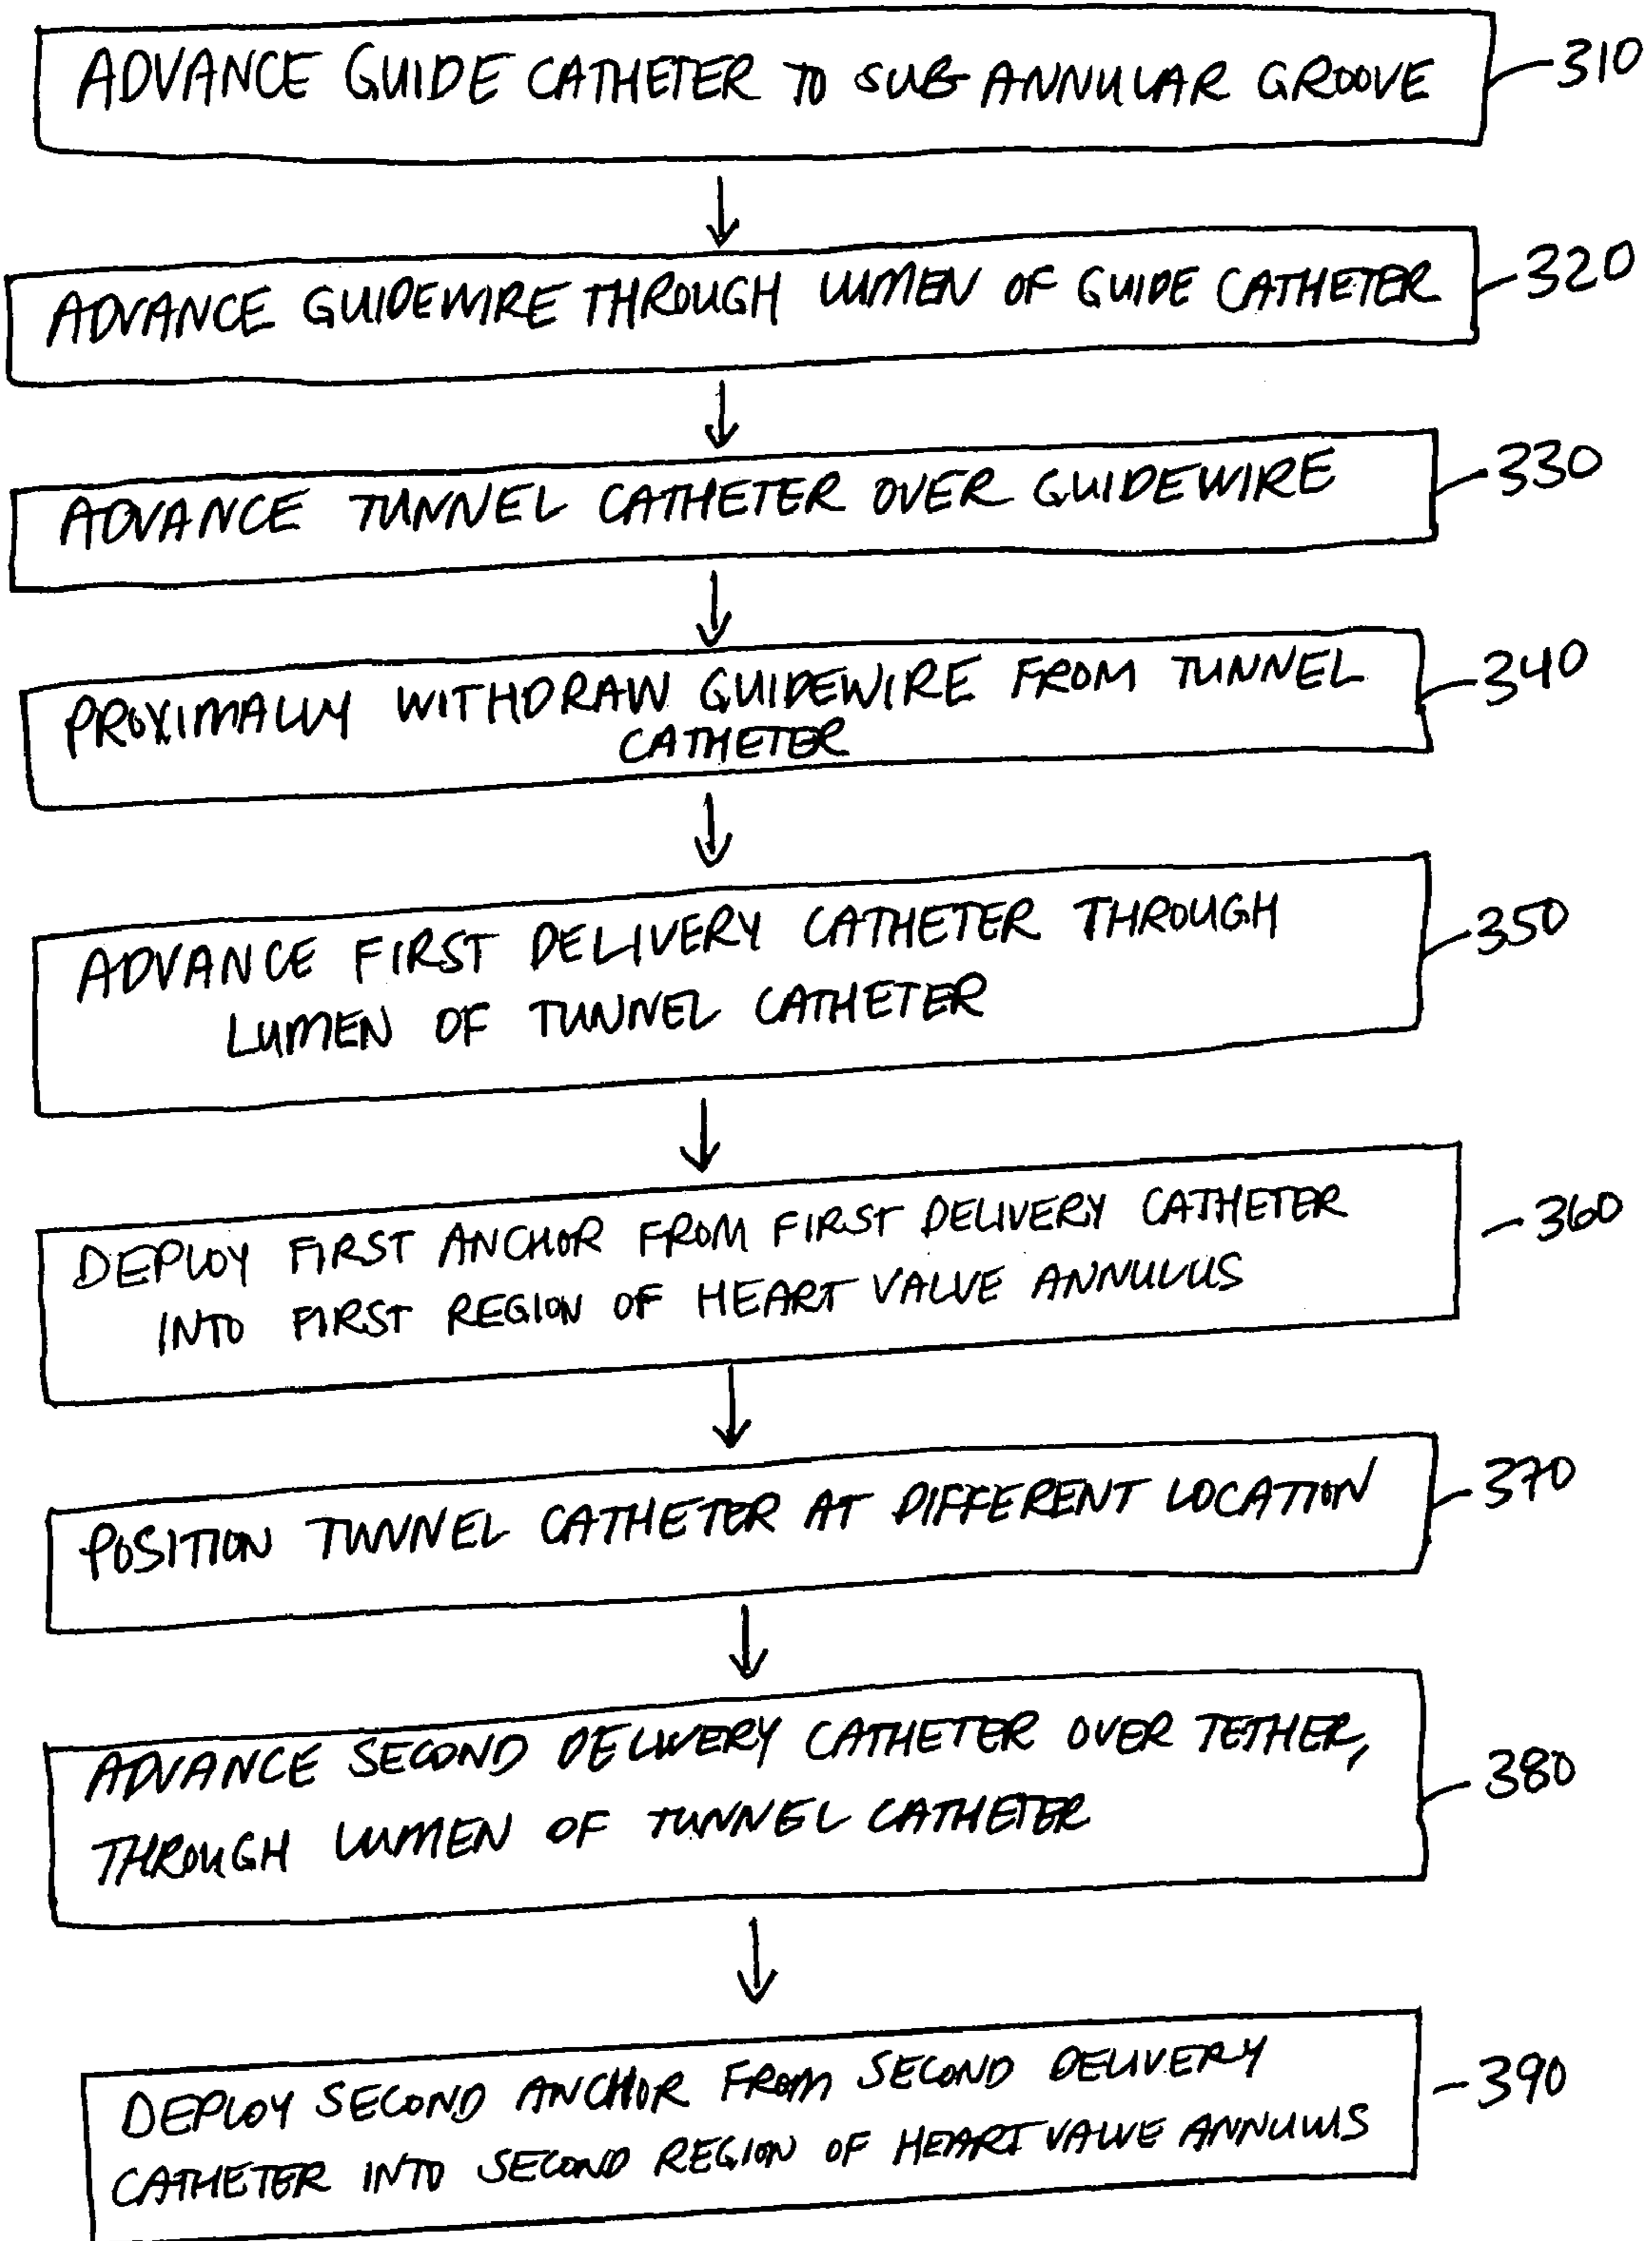 ADVANCE GUIDE CATHETER TO SUB-ANNULAR GROOVE
310
ADVANCE GUIDEWIRE THROUGH LUMEN OF GUIDE CATHETER
320
ADVANCE TUNNEL CATHETER OVER GUIDEWIRE
330
PROXIMALLY WITHDRAW GUIDEWIRE FROM TUNNEL
CATHETER
340
ADVANCE FIRST DELIVERY CATHETER THROUGH
LUMEN OF TUNNEL CATHETER
350
DEPLOY FIRST ANCHOR FROM FIRST DELIVERY CATHETER
INTO FIRST REGION OF HEART VALVE ANNULUS
360
POSITION TUNNEL CATHETER AT DIFFERENT LOCATION
370
ADVANCE SECOND DELIVERY CATHETER OVER TETHER,
THROUGH LUMEN OF TUNNEL CATHETER
380
DEPLOY SECOND ANCHOR FROM SECOND DELIVERY
CATHETER INTO SECOND REGION OF HEART VALVE ANNULUS
390